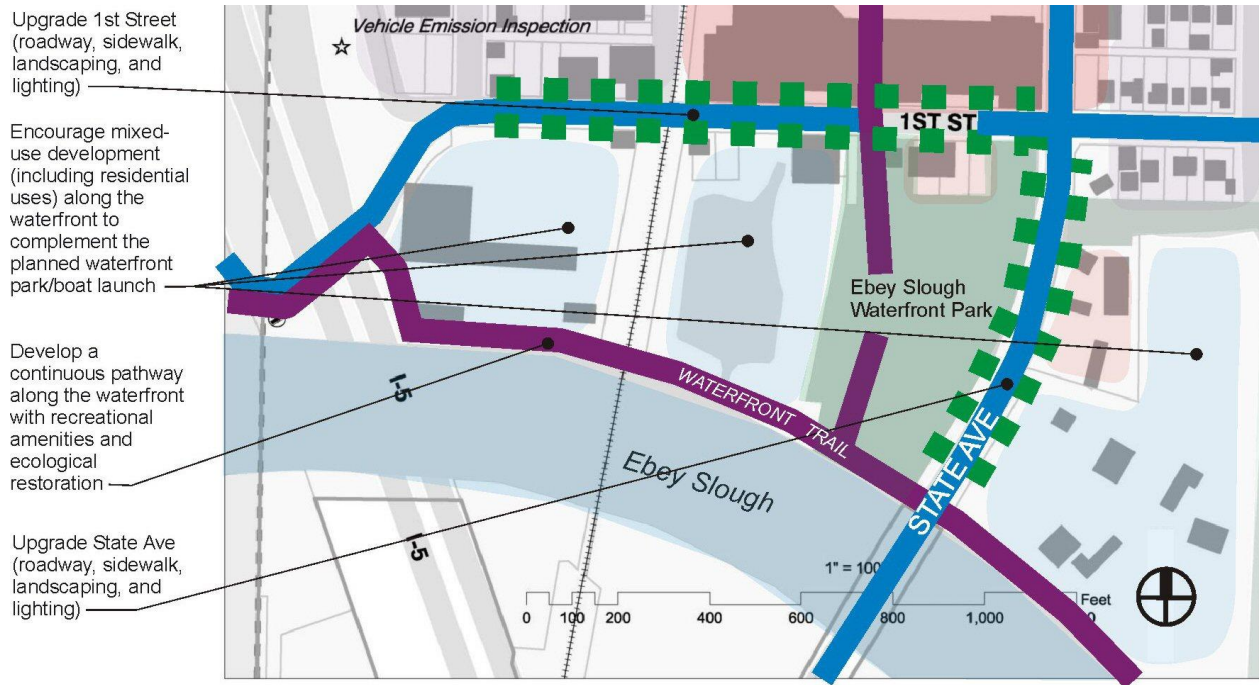 Upgrade 1st Street
(roadway, sidewalk,
landscaping, and
lighting)
Vehicle Emission Inspection
Encourage mixed-
use development
(including residential
uses) along the
waterfront to
complement the
planned waterfront
park/boat launch
1ST ST
Ebey Slough
Waterfront Park
Develop a
continuous pathway
along the waterfront
with recreational
amenities and
ecological
restoration
I-5
WATERFRONT TRAIL
Ebey Slough
STATE AVE
Upgrade State Ave
(roadway, sidewalk,
landscaping, and
lighting)
I-5
1" = 100
Feet
0 100 200 400 600 800 1,000